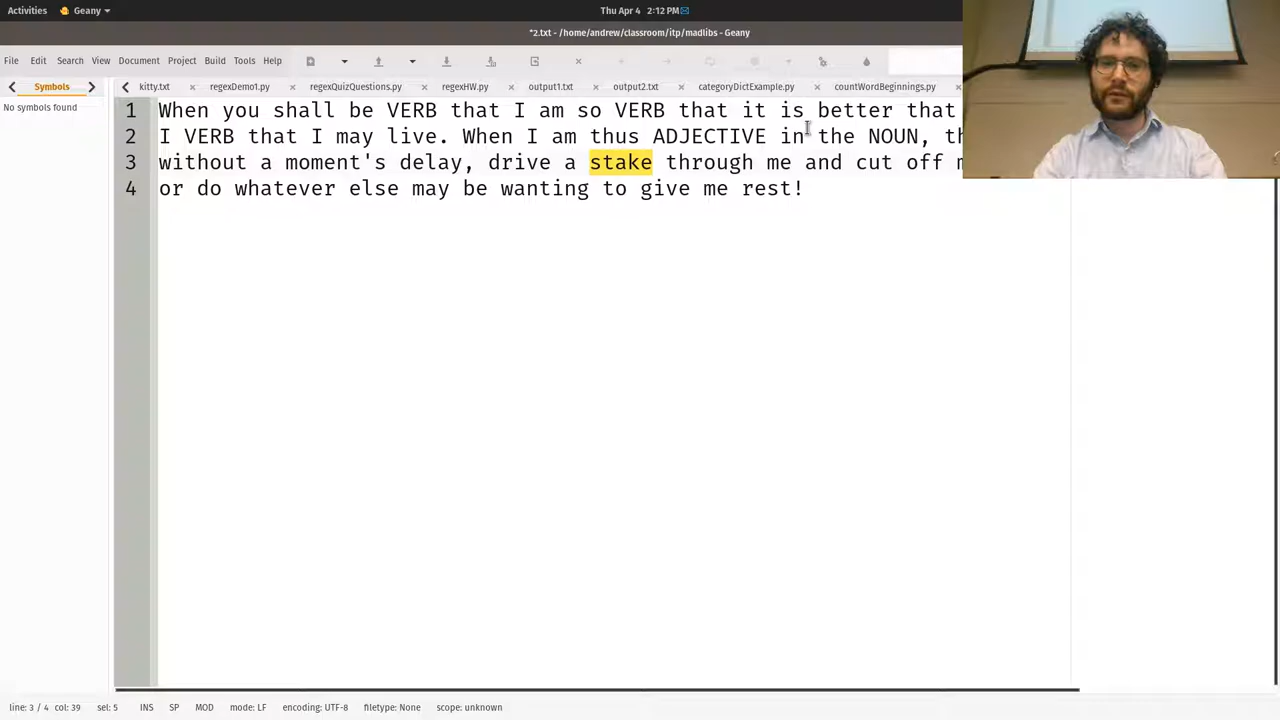 Activities Geany Thu Apr 4 2:12 PM
*2.txt - /home/andrew/classroom/itp/madlibs - Geany
File Edit Search View Document Project Build Tools Help
Symbols kitty.txt regexDemo1.py regexQuizQuestions.py regexHW.py output1.txt output2.txt categoryDictExample.py countWordBeginnings.py
No symbols found
1 When you shall be VERB that I am so VERB that it is better that
2 I VERB that I may live. When I am thus ADJECTIVE in the NOUN,
3 without a moment's delay, drive a stake through me and cut off
4 or do whatever else may be wanting to give me rest!
line: 3 / 4 col: 39 sel: 5 INS SP MOD mode: LF encoding: UTF-8 filetype: None scope: unknown